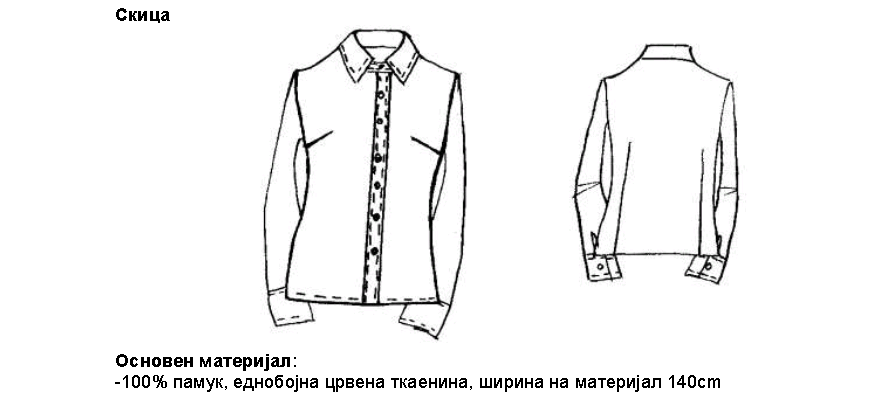 Скица
Основен материјал:
-100% памук, еднобојна црвена ткаенина, ширина на материјал 140cm